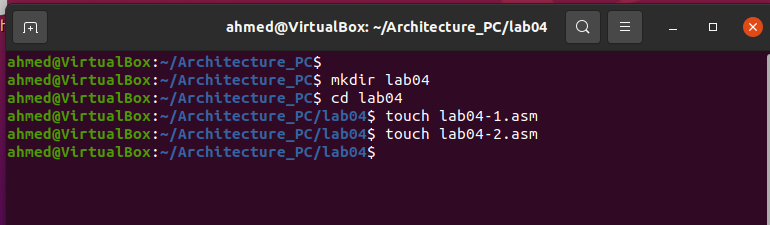 ahmed@VirtualBox: ~/Architecture_PC/lab04
ahmed@VirtualBox:~/Architecture_PC$
ahmed@VirtualBox:~/Architecture_PC$ mkdir lab04
ahmed@VirtualBox:~/Architecture_PC$ cd lab04
ahmed@VirtualBox:~/Architecture_PC/lab04$ touch lab04-1.asm
ahmed@VirtualBox:~/Architecture_PC/lab04$ touch lab04-2.asm
ahmed@VirtualBox:~/Architecture_PC/lab04$